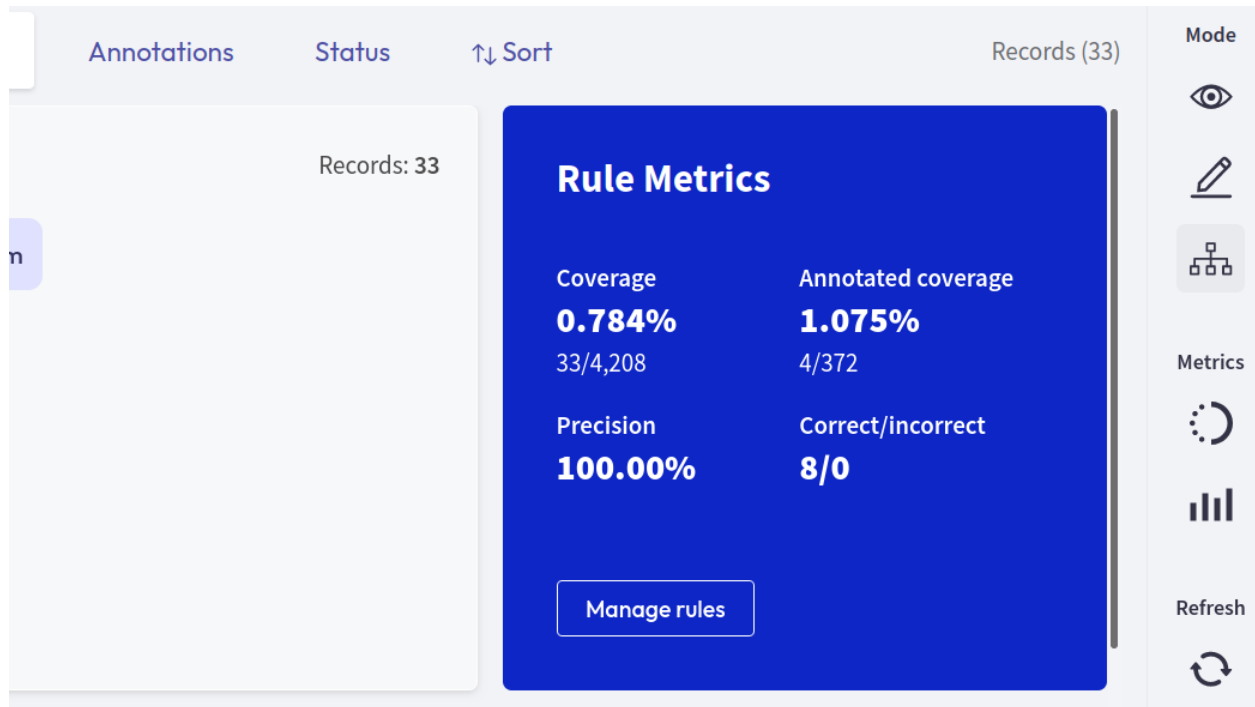 Annotations Status Sort Records (33)
Records: 33
m
Rule Metrics
Coverage Annotated coverage
0.784% 1.075%
33/4,208 4/372
Precision Correct/incorrect
100.00% 8/0
Manage rules
Mode
Metrics
Refresh